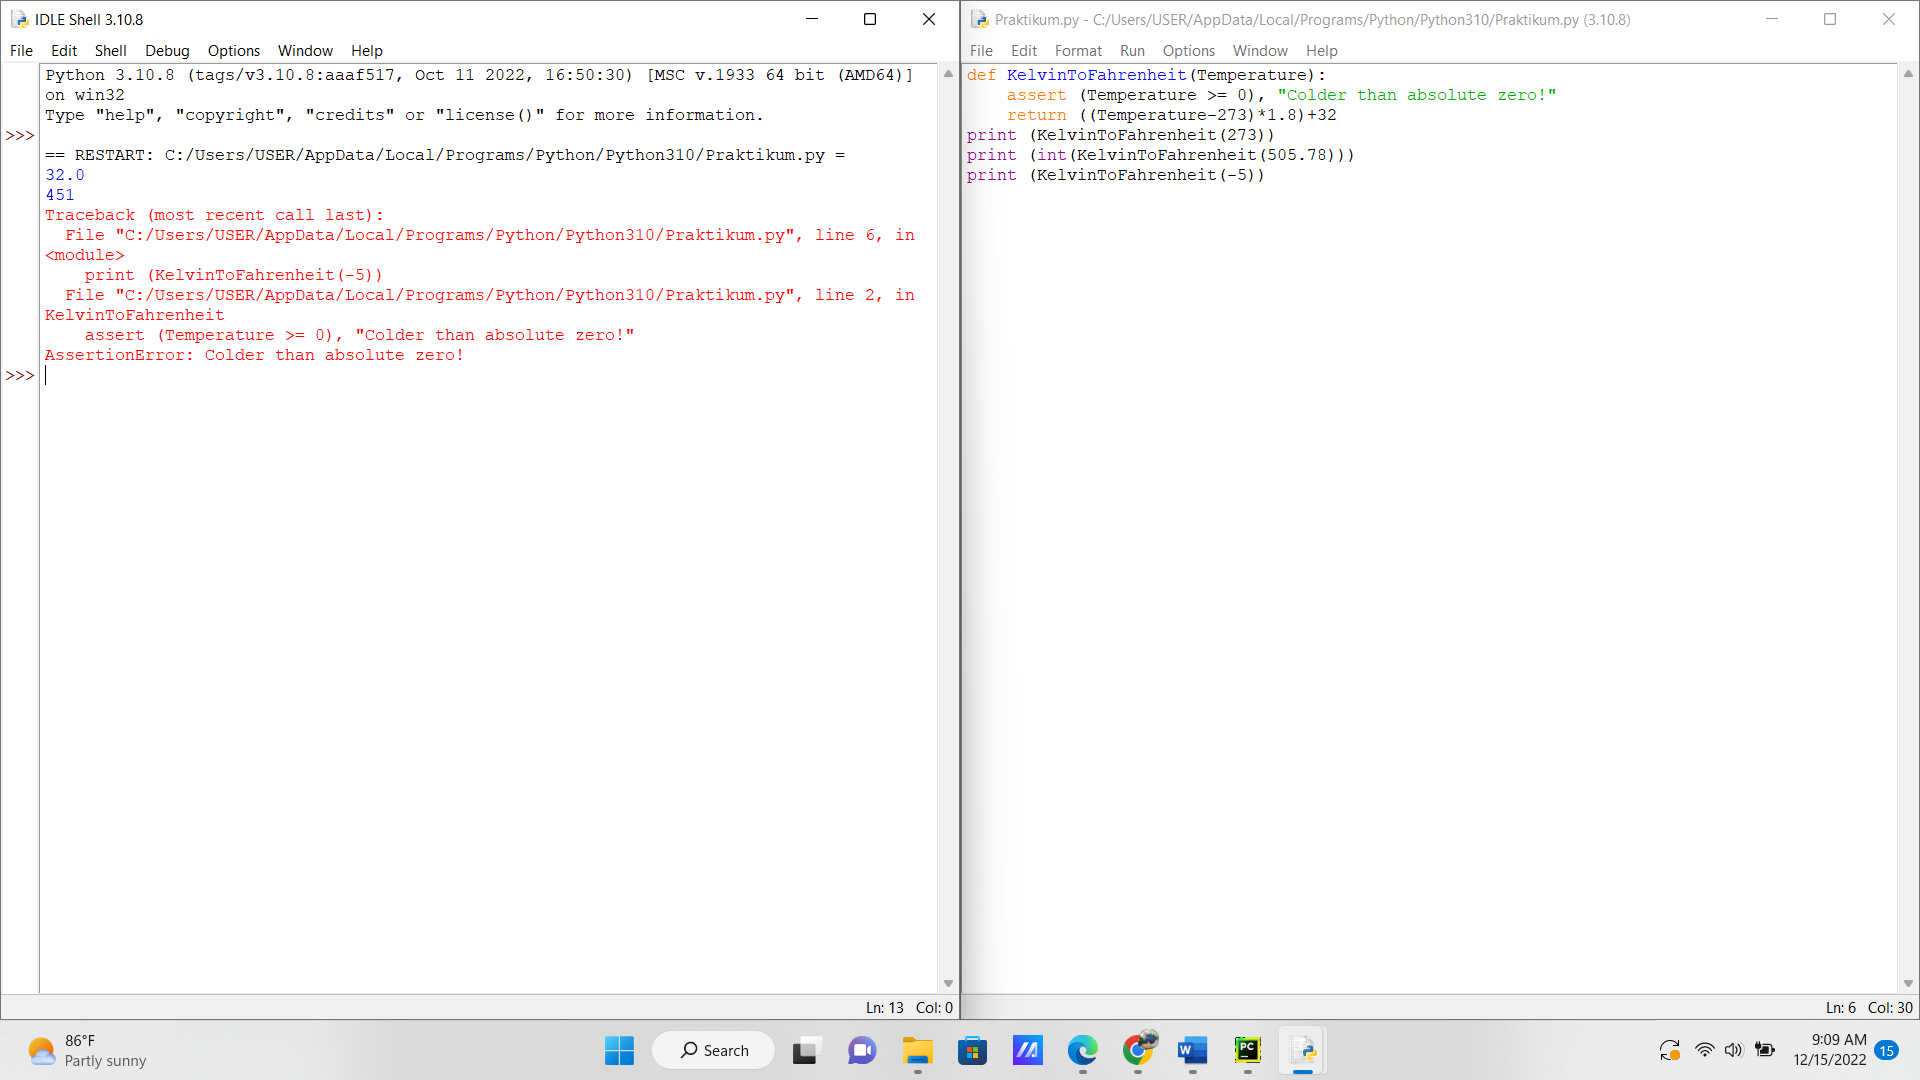 IDLE Shell 3.10.8
File Edit Shell Debug Options Window Help
Python 3.10.8 (tags/v3.10.8:aaaf517, Oct 11 2022, 16:50:30) [MSC v.1933 64 bit (AMD64)]
on win32
Type "help", "copyright", "credits" or "license()" for more information.
>>>
== RESTART: C:/Users/USER/AppData/Local/Programs/Python/Python310/Praktikum.py =
32.0
451
Traceback (most recent call last):
  File "C:/Users/USER/AppData/Local/Programs/Python/Python310/Praktikum.py", line 6, in
<module>
    print (KelvinToFahrenheit(-5))
  File "C:/Users/USER/AppData/Local/Programs/Python/Python310/Praktikum.py", line 2, in
KelvinToFahrenheit
    assert (Temperature >= 0), "Colder than absolute zero!"
AssertionError: Colder than absolute zero!
>>>
Ln: 13 Col: 0
Praktikum.py - C:/Users/USER/AppData/Local/Programs/Python/Python310/Praktikum.py (3.10.8)
File Edit Format Run Options Window Help
def KelvinToFahrenheit(Temperature):
    assert (Temperature >= 0), "Colder than absolute zero!"
    return ((Temperature-273)*1.8)+32
print (KelvinToFahrenheit(273))
print (int(KelvinToFahrenheit(505.78)))
print (KelvinToFahrenheit(-5))
Ln: 6 Col: 30
86°F
Partly sunny
Search
W
PC
9:09 AM
12/15/2022
15